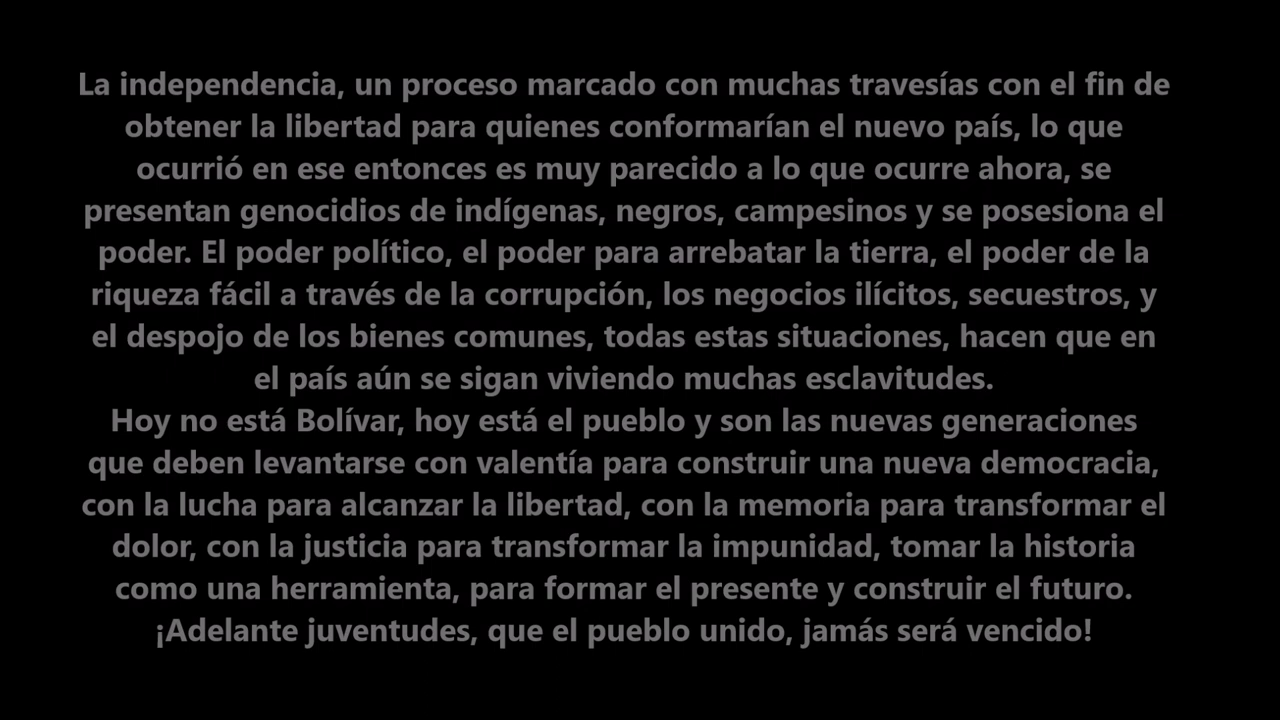 La independencia, un proceso marcado con muchas travesías con el fin de
obtener la libertad para quienes conformarían el nuevo país, lo que
ocurrió en ese entonces es muy parecido a lo que ocurre ahora, se
presentan genocidios de indígenas, negros, campesinos y se posesiona el
poder. El poder político, el poder para arrebatar la tierra, el poder de la
riqueza fácil a través de la corrupción, los negocios ilícitos, secuestros, y
el despojo de los bienes comunes, todas estas situaciones, hacen que en
el país aún se sigan viviendo muchas esclavitudes.
Hoy no está Bolívar, hoy está el pueblo y son las nuevas generaciones
que deben levantarse con valentía para construir una nueva democracia,
con la lucha para alcanzar la libertad, con la memoria para transformar el
dolor, con la justicia para transformar la impunidad, tomar la historia
como una herramienta, para formar el presente y construir el futuro.
¡Adelante juventudes, que el pueblo unido, jamás será vencido!